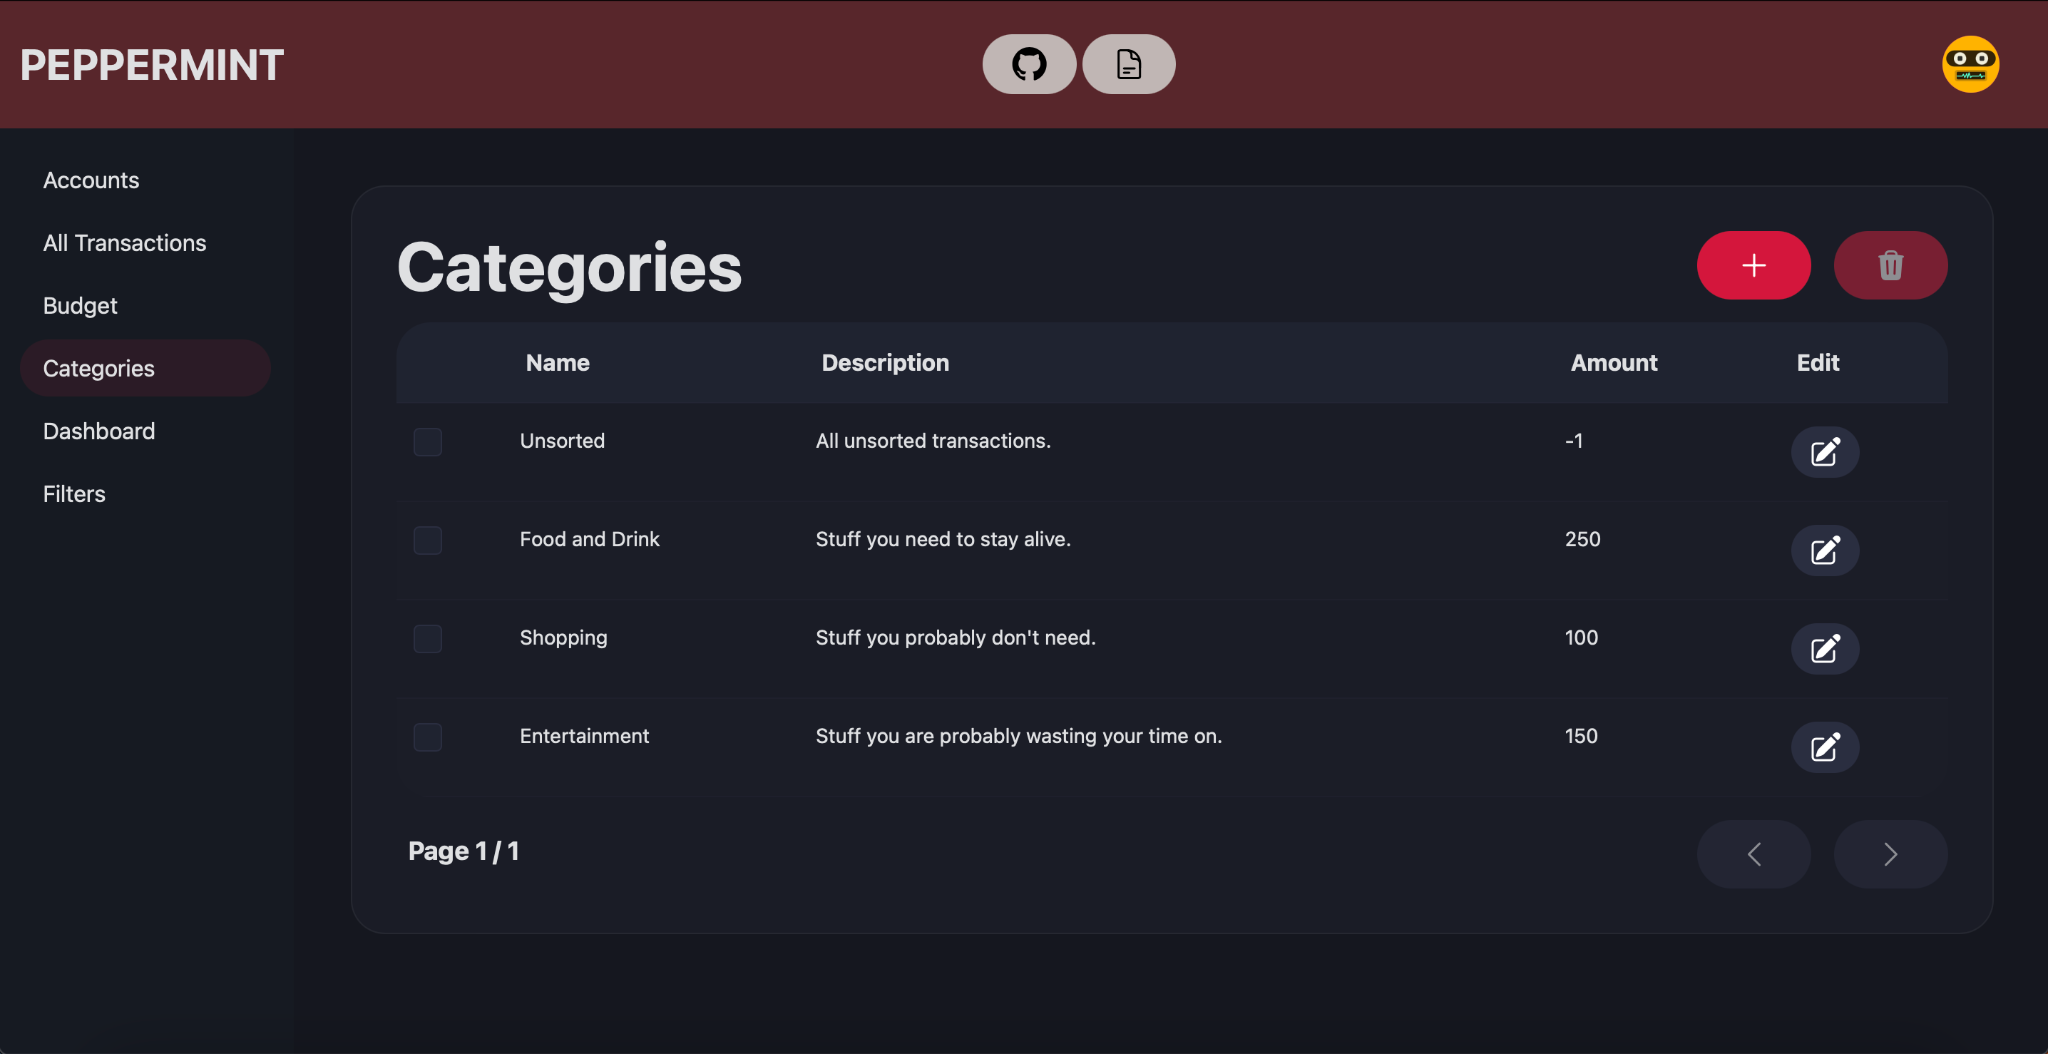 PEPPERMINT
Accounts
All Transactions
Budget
Categories
Dashboard
Filters
Categories
Name Description Amount Edit
Unsorted All unsorted transactions. -1
Food and Drink Stuff you need to stay alive. 250
Shopping Stuff you probably don't need. 100
Entertainment Stuff you are probably wasting your time on. 150
Page 1 / 1